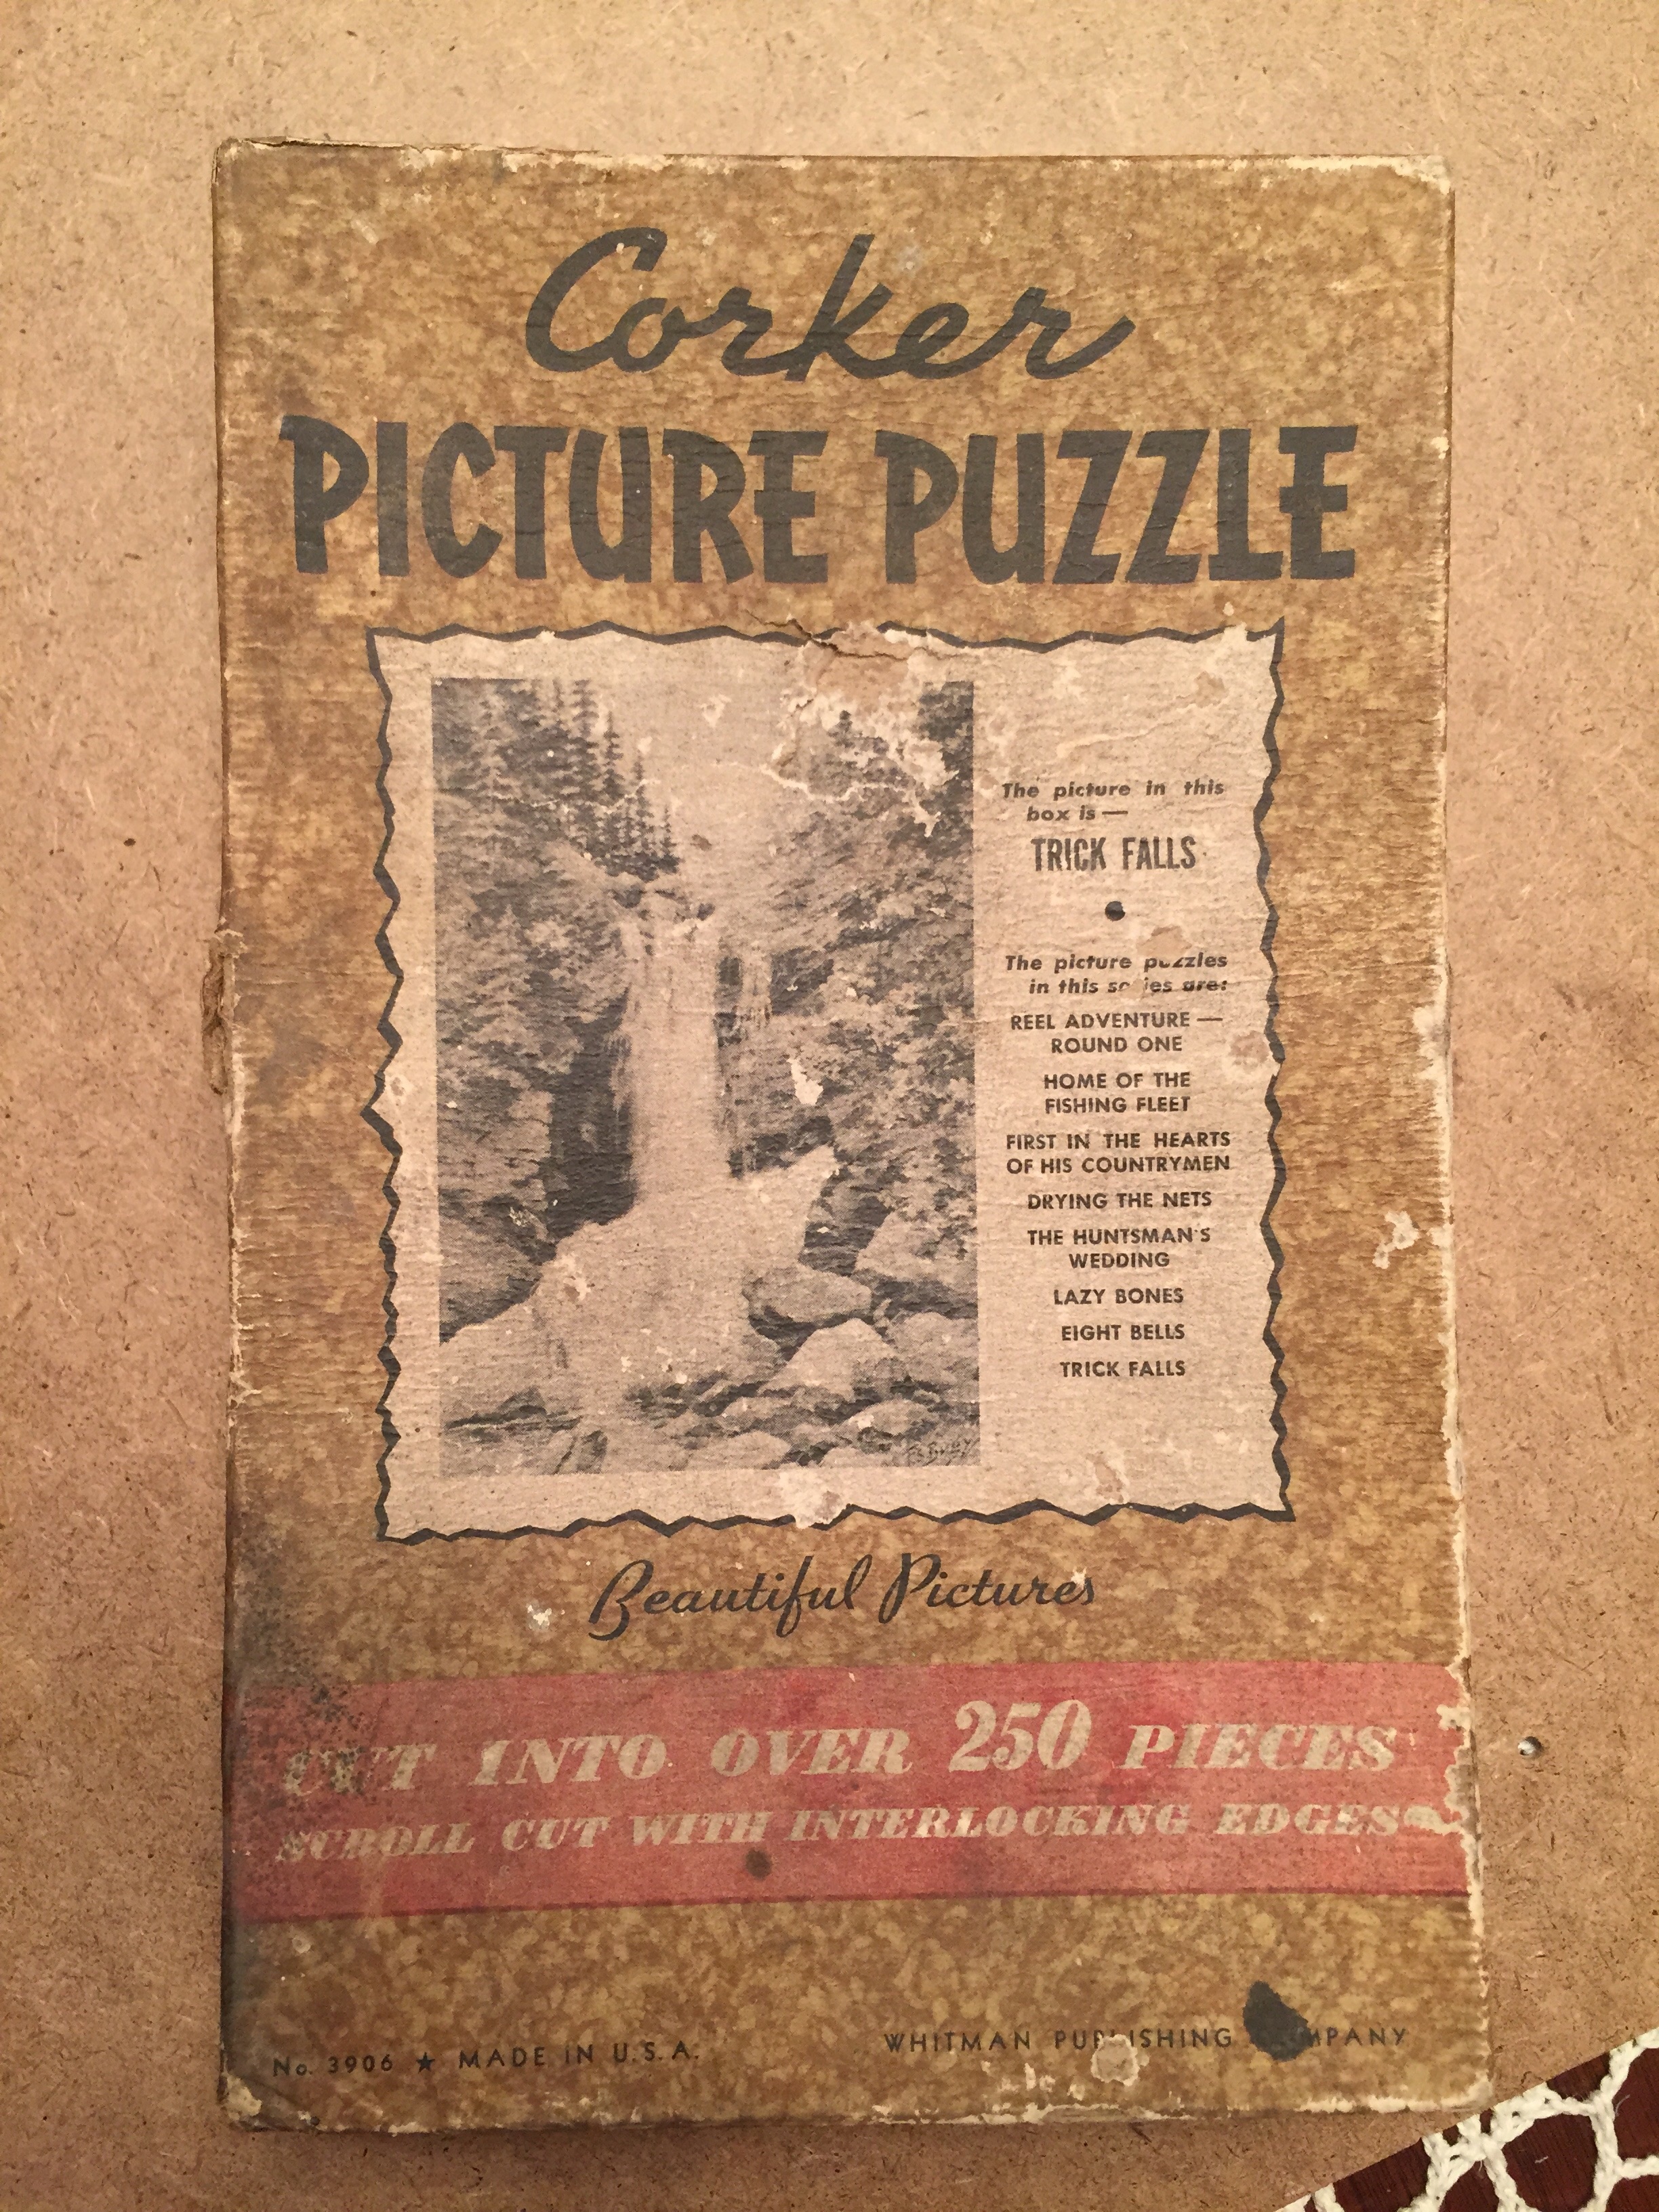 Corker
PICTURE PUZZLE
The picture in this
box is —
TRICK FALLS
The picture puzzles
in this series are:
REEL ADVENTURE —
ROUND ONE
HOME OF THE
FISHING FLEET
FIRST IN THE HEARTS
OF HIS COUNTRYMEN
DRYING THE NETS
THE HUNTSMAN'S
WEDDING
LAZY BONES
EIGHT BELLS
TRICK FALLS
Beautiful Pictures
CUT INTO OVER 250 PIECES
SCROLL CUT WITH INTERLOCKING EDGES
No. 3906 ★ MADE IN U.S.A.
WHITMAN PUBLISHING COMPANY